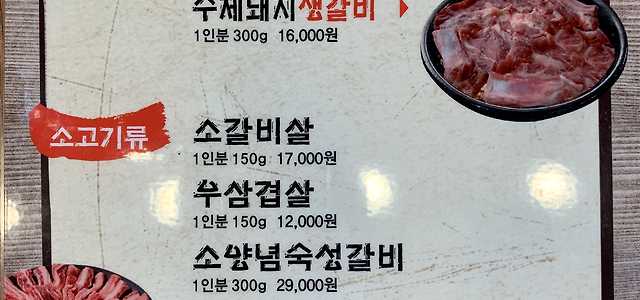 수제돼지생갈비
1인분 300g 16,000원
소고기류
소갈비살
1인분 150g 17,000원
우삼겹살
1인분 150g 12,000원
소양념숙성갈비
1인분 300g 29,000원